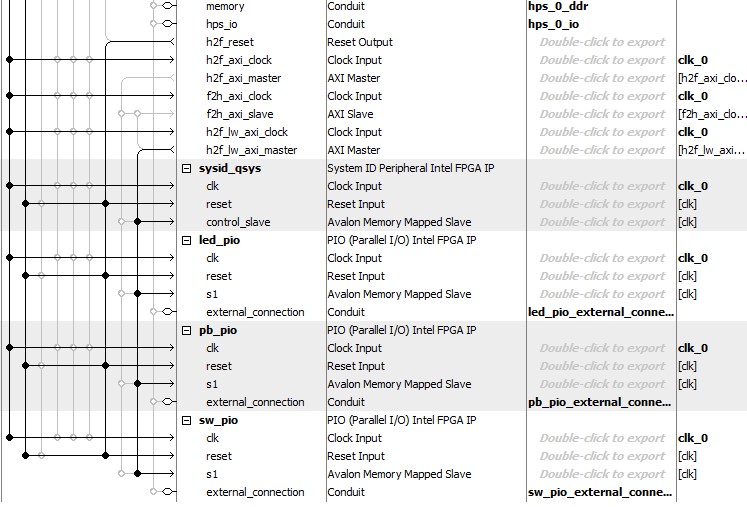 memory Conduit hps_0_ddr
hps_io Conduit hps_0_io
h2f_reset Reset Output Double-click to export
h2f_axi_clock Clock Input Double-click to export clk_0
h2f_axi_master AXI Master Double-click to export [h2f_axi_clo...
f2h_axi_clock Clock Input Double-click to export clk_0
f2h_axi_slave AXI Slave Double-click to export [f2h_axi_clo...
h2f_lw_axi_clock Clock Input Double-click to export clk_0
h2f_lw_axi_master AXI Master Double-click to export [h2f_lw_axi...
sysid_qsys System ID Peripheral Intel FPGA IP
clk Clock Input Double-click to export clk_0
reset Reset Input Double-click to export [clk]
control_slave Avalon Memory Mapped Slave Double-click to export [clk]
led_pio PIO (Parallel I/O) Intel FPGA IP
clk Clock Input Double-click to export clk_0
reset Reset Input Double-click to export [clk]
s1 Avalon Memory Mapped Slave Double-click to export [clk]
external_connection Conduit led_pio_external_conne...
pb_pio PIO (Parallel I/O) Intel FPGA IP
clk Clock Input Double-click to export clk_0
reset Reset Input Double-click to export [clk]
s1 Avalon Memory Mapped Slave Double-click to export [clk]
external_connection Conduit pb_pio_external_conne...
sw_pio PIO (Parallel I/O) Intel FPGA IP
clk Clock Input Double-click to export clk_0
reset Reset Input Double-click to export [clk]
s1 Avalon Memory Mapped Slave Double-click to export [clk]
external_connection Conduit sw_pio_external_conne...